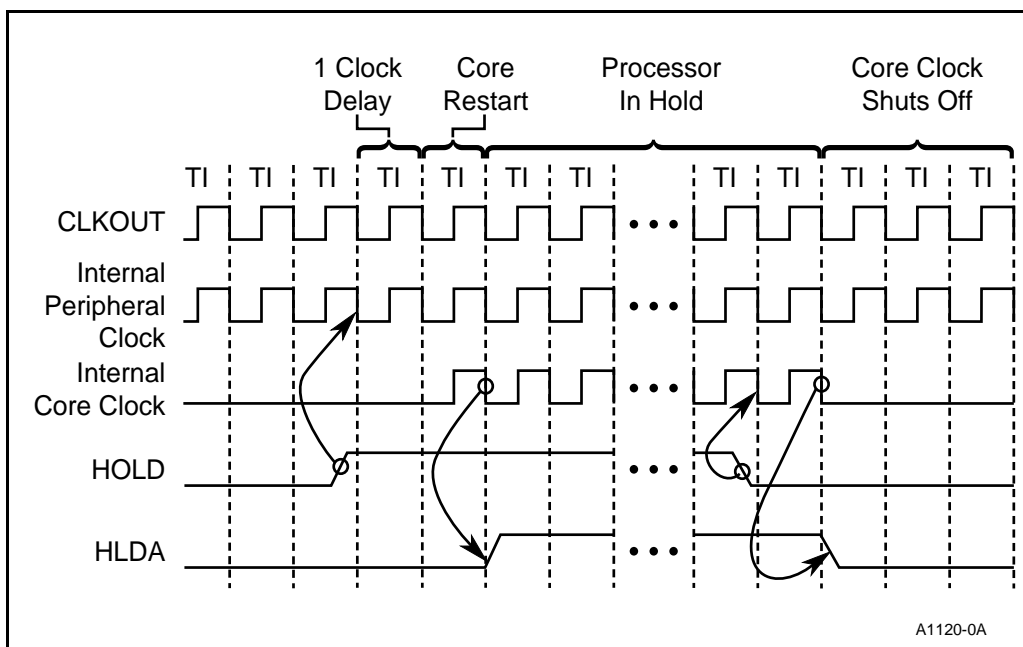 1 Clock
Delay
Core
Restart
Processor
In Hold
Core Clock
Shuts Off
TI TI TI TI TI TI TI TI TI TI TI TI
CLKOUT
Internal
Peripheral
Clock
Internal
Core Clock
HOLD
HLDA
A1120-0A